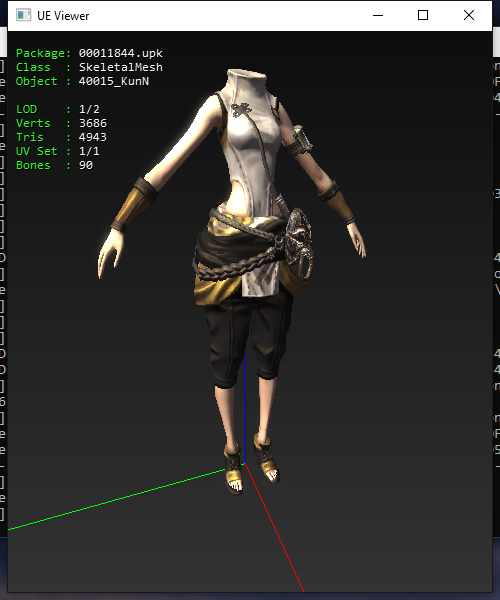 UE Viewer
Package: 00011844.upk
Class  : SkeletalMesh
Object : 40015_KunN
LOD    : 1/2
Verts  : 3686
Tris   : 4943
UV Set : 1/1
Bones  : 90